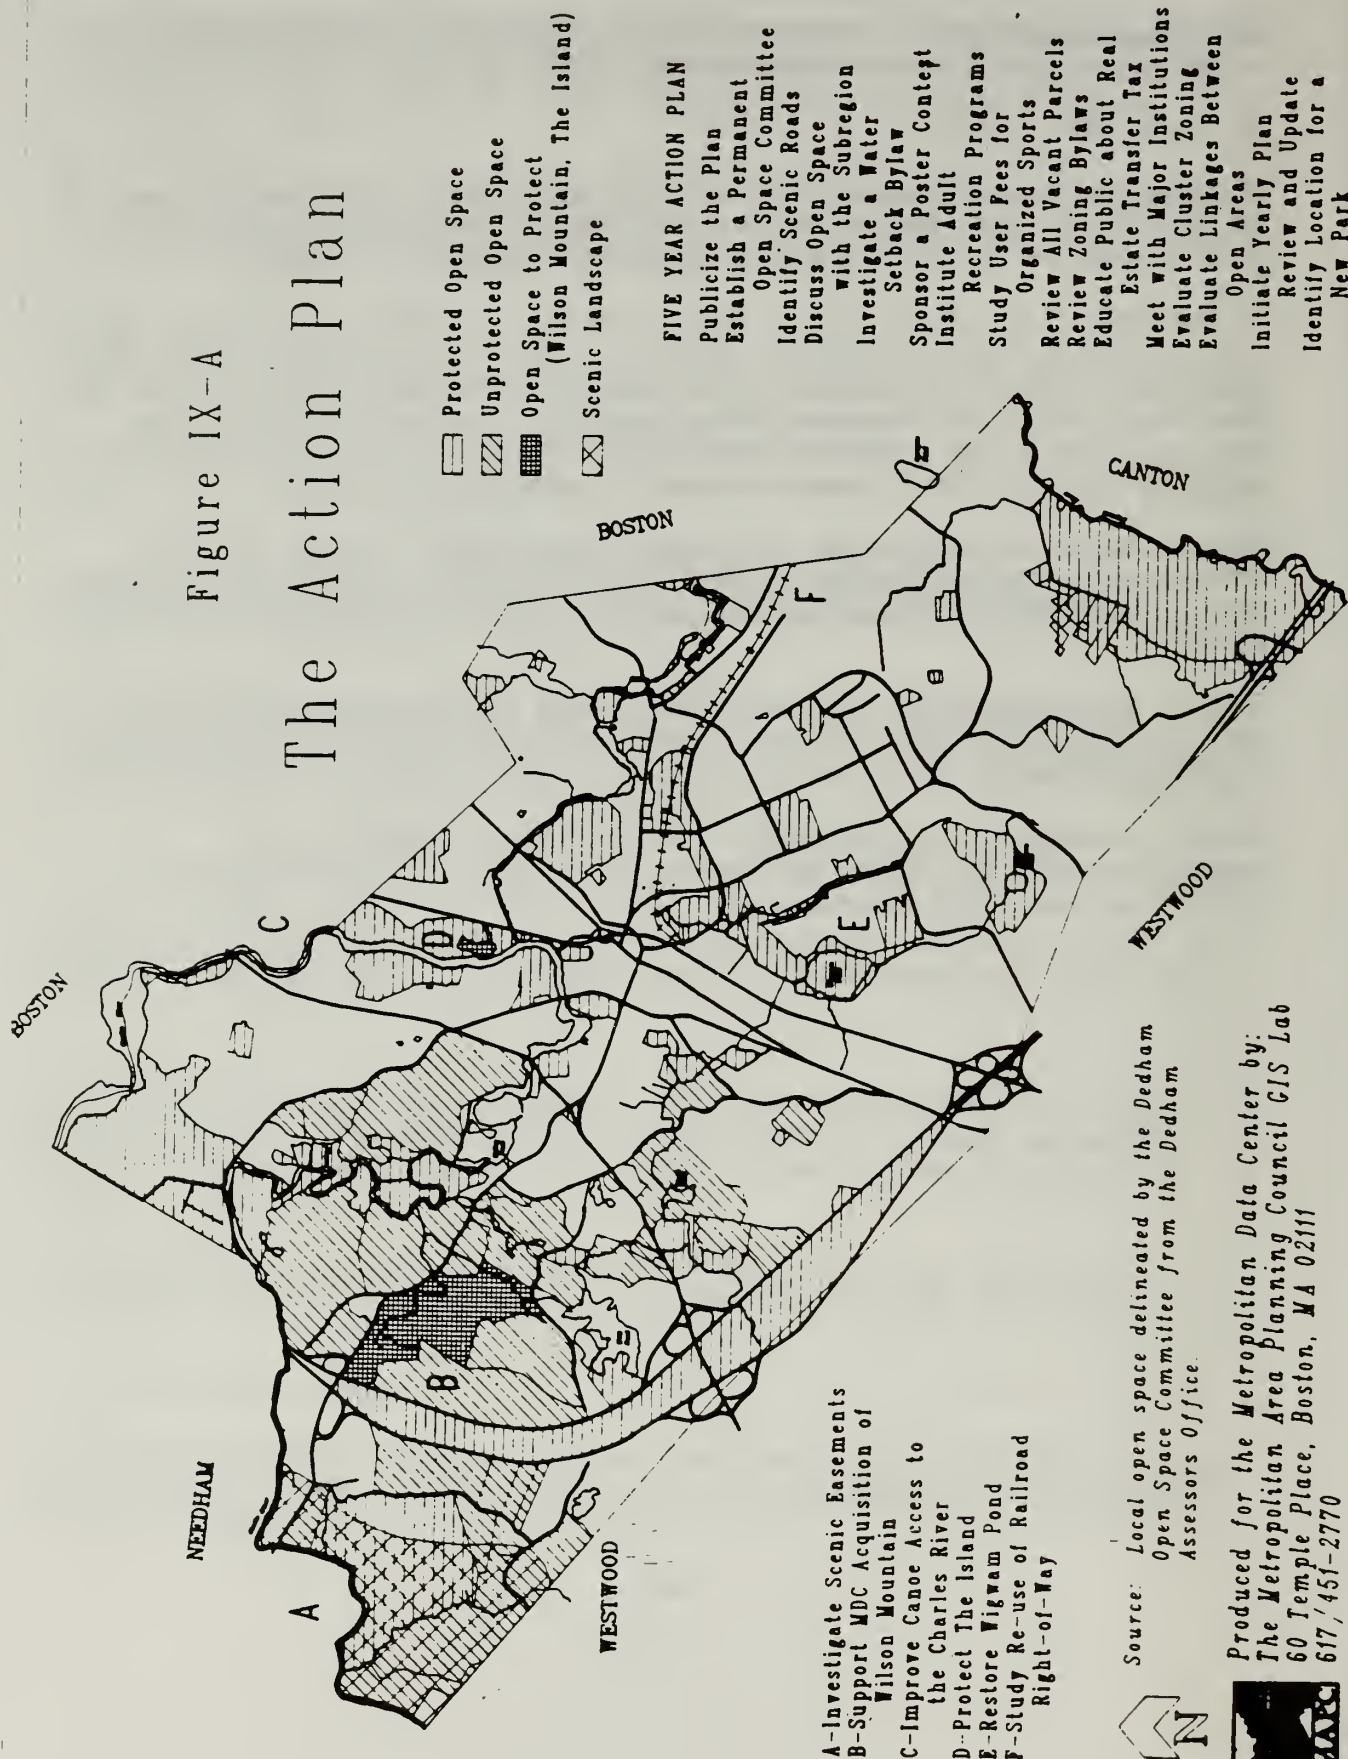 Figure IX-A
The Action Plan
Protected Open Space
Unprotected Open Space
Open Space to Protect
(Wilson Mountain, The Island)
Scenic Landscape
FIVE YEAR ACTION PLAN
Publicize the Plan
Establish a Permanent
Open Space Committee
Identify Scenic Roads
Discuss Open Space
with the Subregion
Investigate a Water
Setback Bylaw
Sponsor a Poster Contest
Institute Adult
Recreation Programs
Study User Fees for
Organized Sports
Review All Vacant Parcels
Review Zoning Bylaws
Educate Public about Real
Estate Transfer Tax
Meet with Major Institutions
Evaluate Cluster Zoning
Evaluate Linkages Between
Open Areas
Initiate Yearly Plan
Review and Update
Identify Location for a
New Park
BOSTON
NEEDHAM
BOSTON
CANTON
WESTWOOD
WESTWOOD
A
B
C
D
E
F
A-Investigate Scenic Easements
B-Support MDC Acquisition of
Wilson Mountain
C-Improve Canoe Access to
the Charles River
D-Protect The Island
E-Restore Wigwam Pond
F-Study Re-use of Railroad
Right-of-Way
N
Source: Local open space delineated by the Dedham
Open Space Committee from the Dedham
Assessors Office.
MAPC
Produced for the Metropolitan Data Center by:
The Metropolitan Area Planning Council GIS Lab
60 Temple Place, Boston, MA 02111
617/451-2770